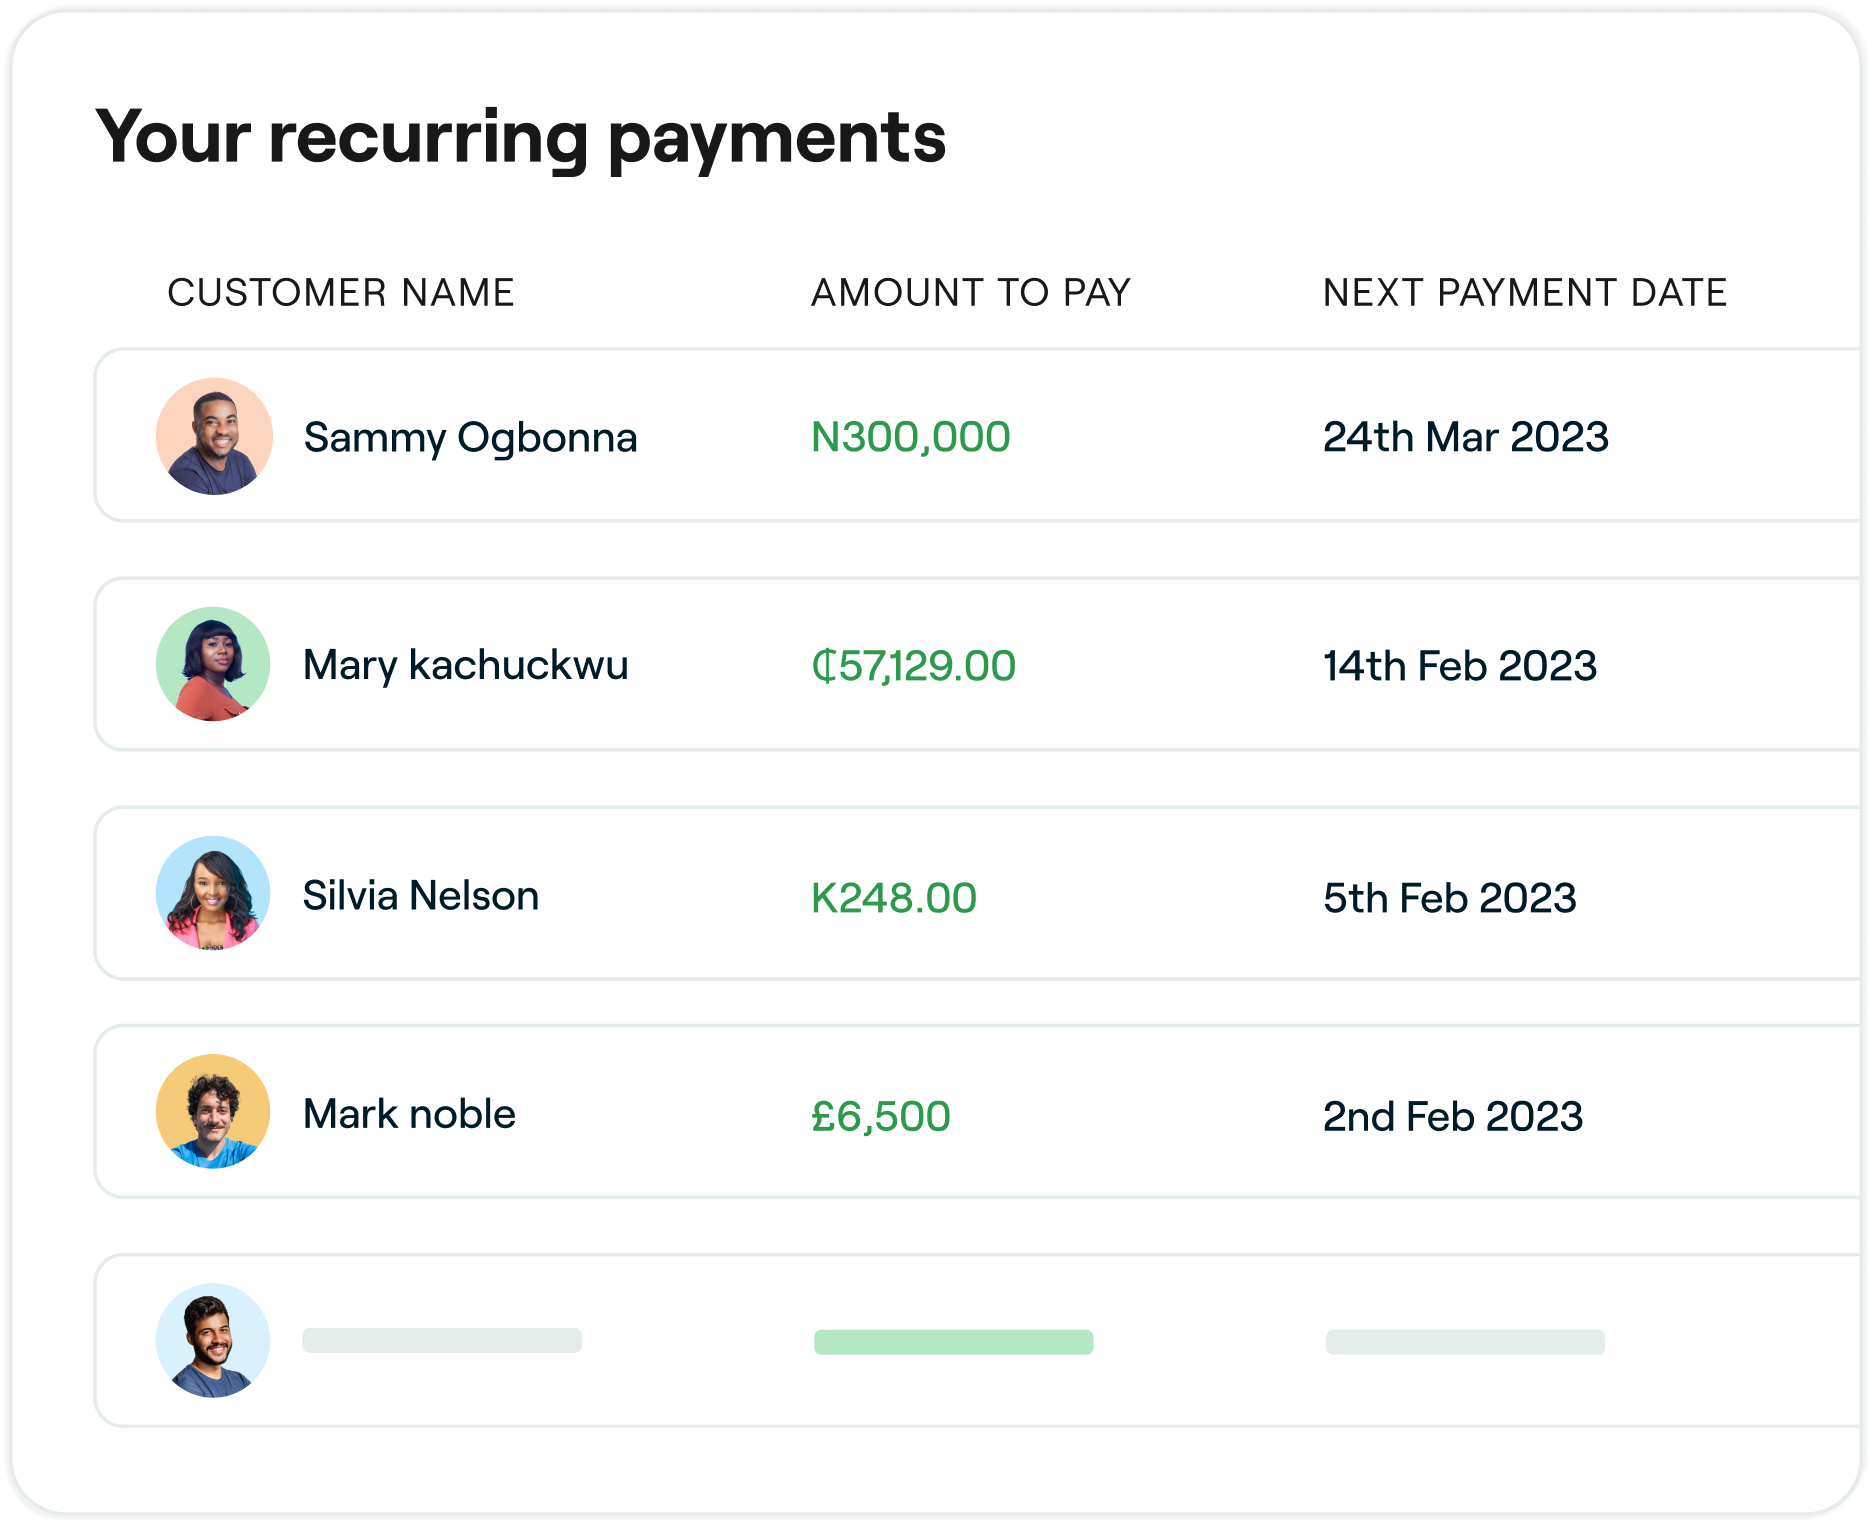 Your recurring payments
CUSTOMER NAME AMOUNT TO PAY NEXT PAYMENT DATE
Sammy Ogbonna N300,000 24th Mar 2023
Mary kachuckwu ₵57,129.00 14th Feb 2023
Silvia Nelson K248.00 5th Feb 2023
Mark noble £6,500 2nd Feb 2023